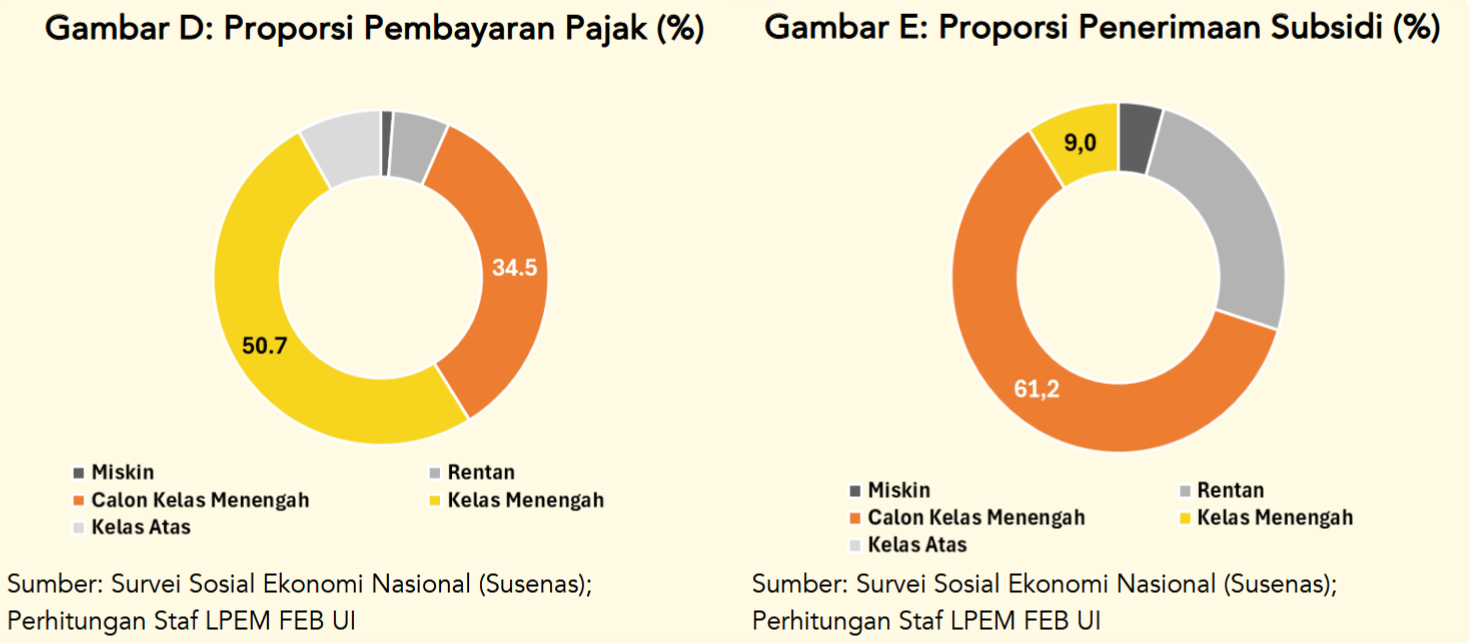 Gambar D: Proporsi Pembayaran Pajak (%)
34.5
50.7
Miskin
Rentan
Calon Kelas Menengah
Kelas Menengah
Kelas Atas
Sumber: Survei Sosial Ekonomi Nasional (Susenas);
Perhitungan Staf LPEM FEB UI
Gambar E: Proporsi Penerimaan Subsidi (%)
9,0
61,2
Miskin
Rentan
Calon Kelas Menengah
Kelas Menengah
Kelas Atas
Sumber: Survei Sosial Ekonomi Nasional (Susenas);
Perhitungan Staf LPEM FEB UI